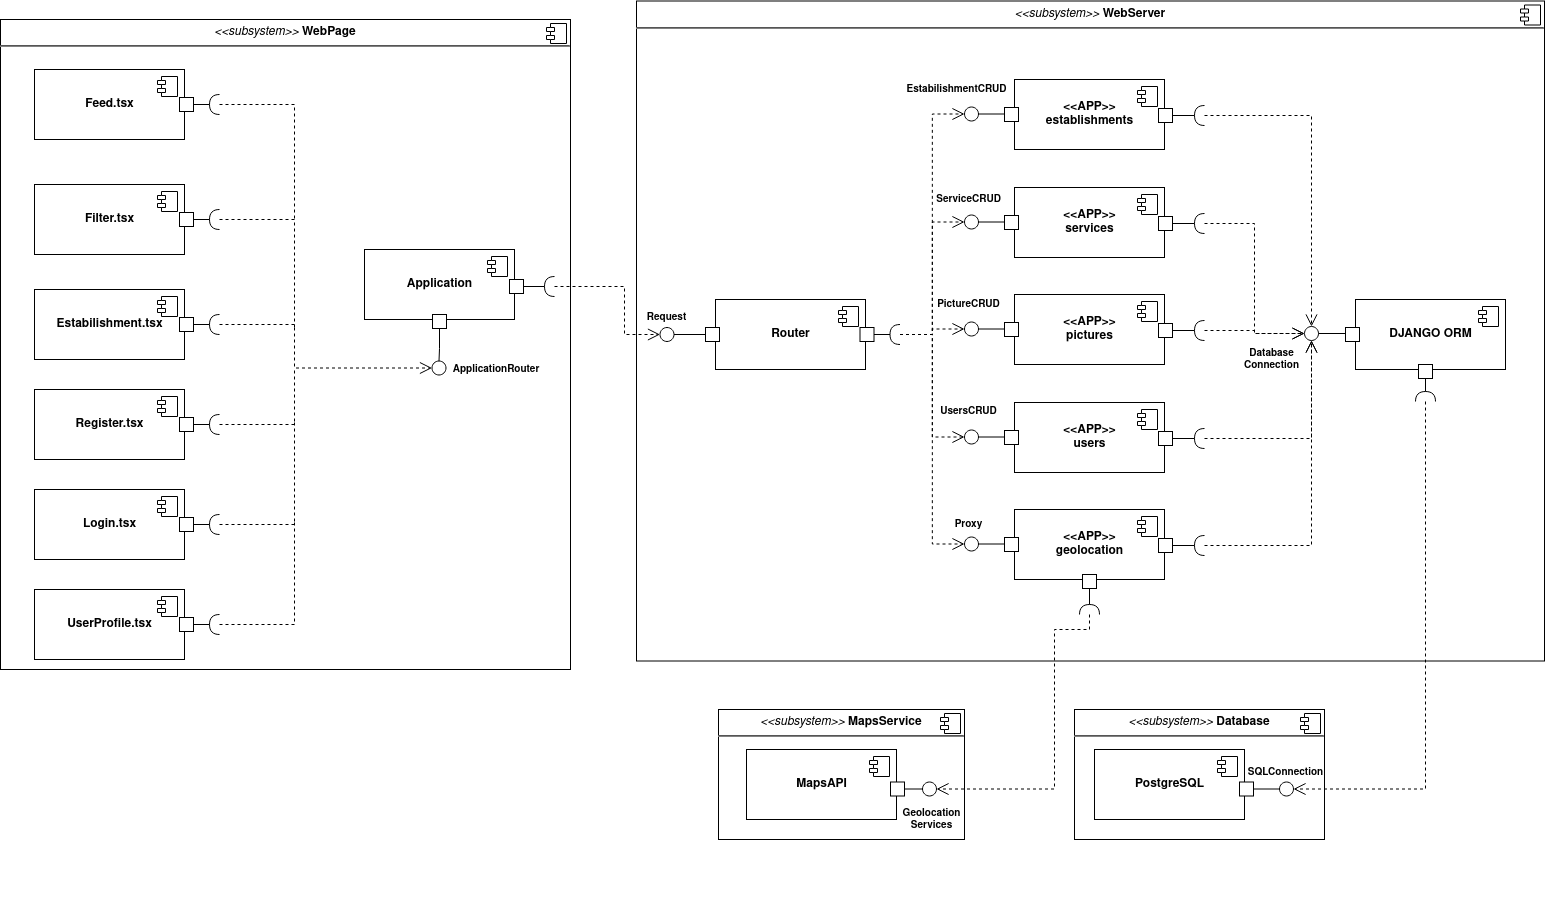 <<subsystem>> WebPage
Feed.tsx
Filter.tsx
Estabilishment.tsx
Register.tsx
Login.tsx
UserProfile.tsx
Application
ApplicationRouter
<<subsystem>> WebServer
Request
Router
EstabilishmentCRUD
<<APP>>
establishments
ServiceCRUD
<<APP>>
services
PictureCRUD
<<APP>>
pictures
UsersCRUD
<<APP>>
users
Proxy
<<APP>>
geolocation
Database
Connection
DJANGO ORM
<<subsystem>> MapsService
MapsAPI
Geolocation
Services
<<subsystem>> Database
PostgreSQL
SQLConnection